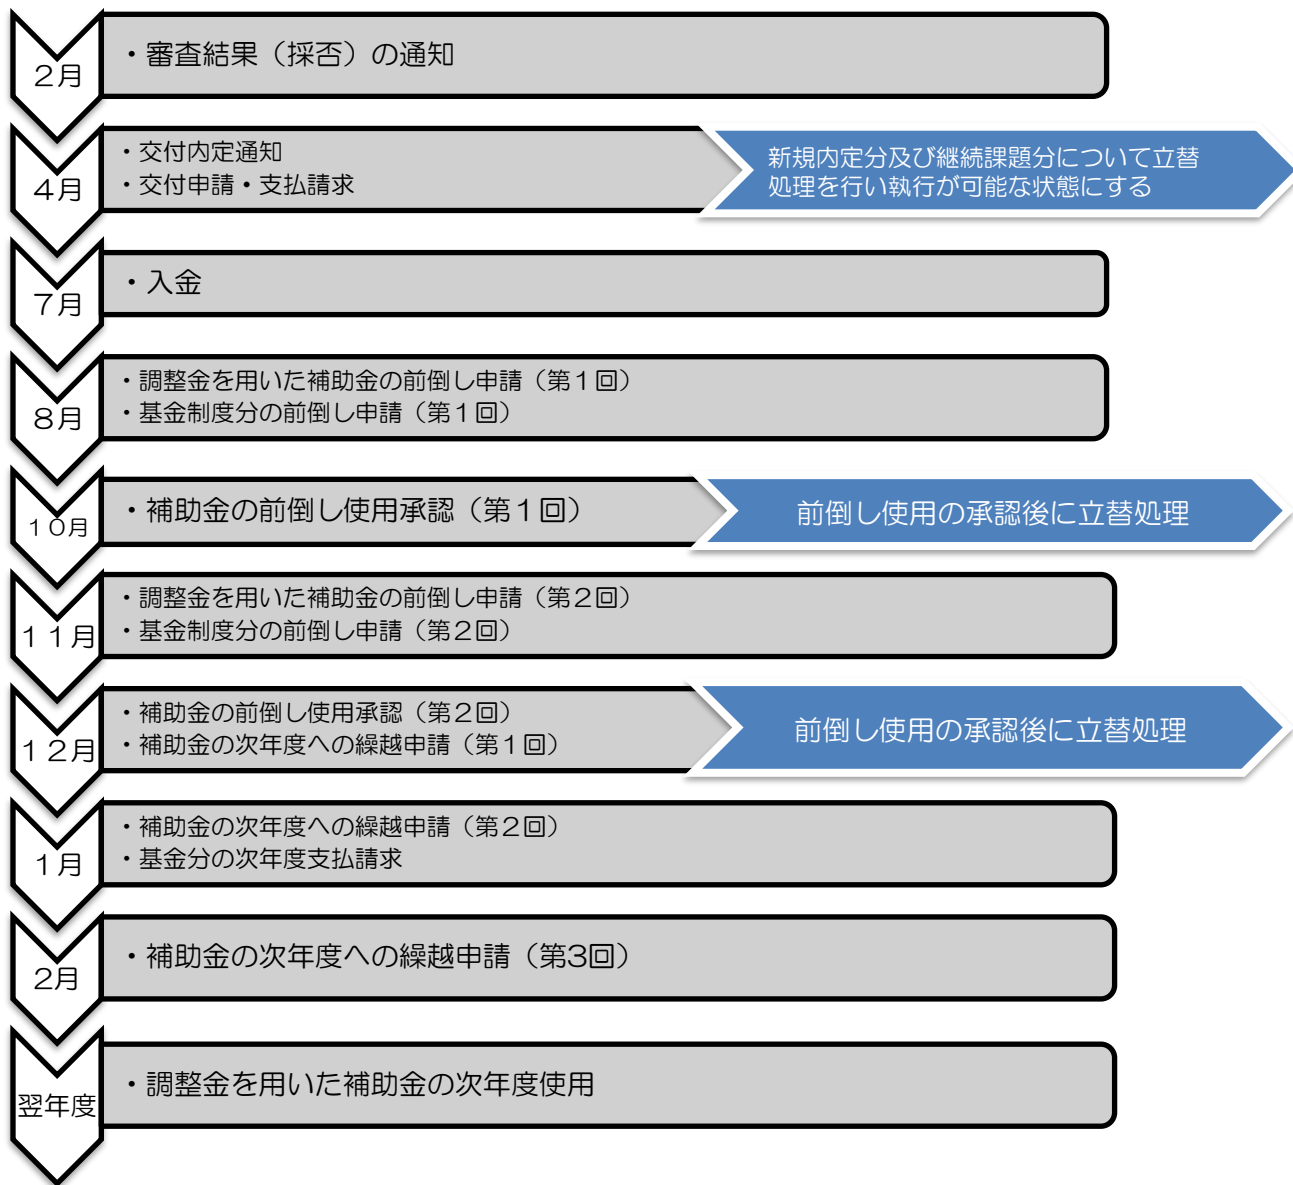 2月
・審査結果（採否）の通知
４月
・交付内定通知
・交付申請・支払請求
新規内定分及び継続課題分について立替
処理を行い執行が可能な状態にする
７月
・入金
８月
・調整金を用いた補助金の前倒し申請（第１回）
・基金制度分の前倒し申請（第１回）
１０月
・補助金の前倒し使用承認（第１回）
前倒し使用の承認後に立替処理
１１月
・調整金を用いた補助金の前倒し申請（第２回）
・基金制度分の前倒し申請（第２回）
１２月
・補助金の前倒し使用承認（第２回）
・補助金の次年度への繰越申請（第１回）
前倒し使用の承認後に立替処理
１月
・補助金の次年度への繰越申請（第２回）
・基金分の次年度支払請求
2月
・補助金の次年度への繰越申請（第3回）
翌年度
・調整金を用いた補助金の次年度使用